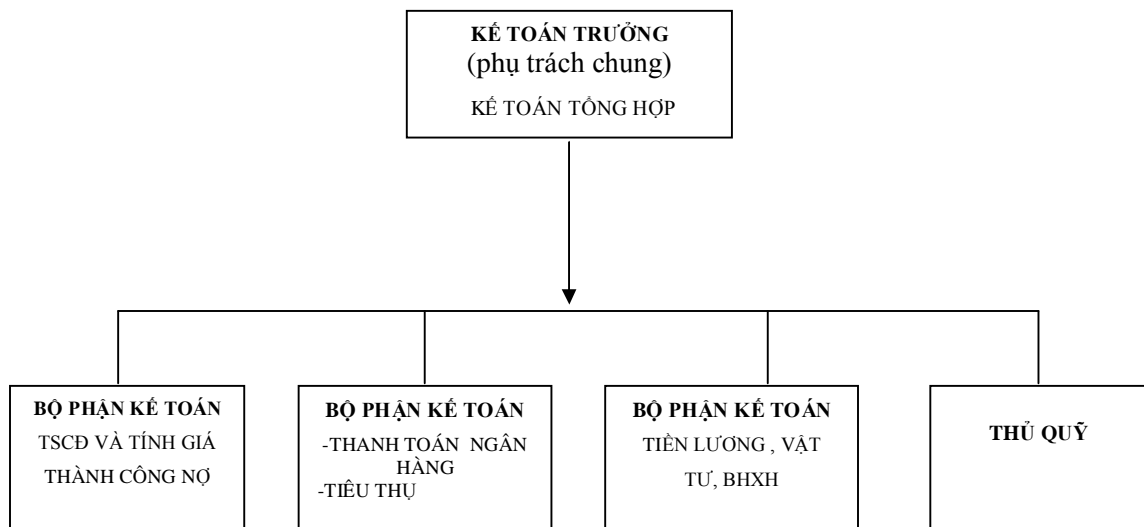 KẾ TOÁN TRƯỞNG
(phụ trách chung)
KẾ TOÁN TỔNG HỢP
BỘ PHẬN KẾ TOÁN
TSCĐ VÀ TÍNH GIÁ
THÀNH CÔNG NỢ
BỘ PHẬN KẾ TOÁN
-THANH TOÁN NGÂN
HÀNG
-TIÊU THỤ
BỘ PHẬN KẾ TOÁN
TIỀN LƯƠNG , VẬT
TƯ, BHXH
THỦ QUỸ